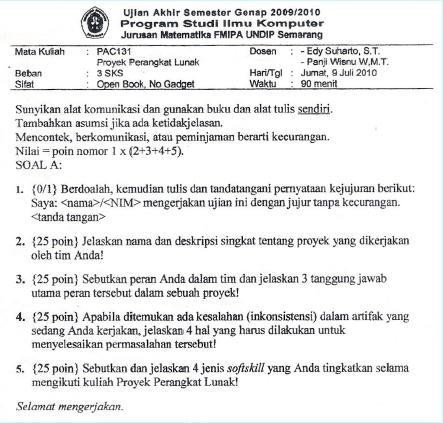 Ujian Akhir Semester Genap 2009/2010
Program Studi Ilmu Komputer
Jurusan Matematika FMIPA UNDIP Semarang
Mata Kuliah : PAC131 Dosen : - Edy Suharto, S.T.
Proyek Perangkat Lunak - Panji Wisnu W,M.T.
Beban : 3 SKS Hari/Tgl : Jumat, 9 Juli 2010
Sifat : Open Book, No Gadget Waktu : 90 menit
Sunyikan alat komunikasi dan gunakan buku dan alat tulis sendiri.
Tambahkan asumsi jika ada ketidakjelasan.
Mencontek, berkomunikasi, atau peminjaman berarti kecurangan.
Nilai = poin nomor 1 x (2+3+4+5).
SOAL A:
1. {0/1} Berdoalah, kemudian tulis dan tandatangani pernyataan kejujuran berikut:
Saya: <nama>/<NIM> mengerjakan ujian ini dengan jujur tanpa kecurangan.
<tanda tangan>
2. {25 poin} Jelaskan nama dan deskripsi singkat tentang proyek yang dikerjakan
oleh tim Anda!
3. {25 poin} Sebutkan peran Anda dalam tim dan jelaskan 3 tanggung jawab
utama peran tersebut dalam sebuah proyek!
4. {25 poin} Apabila ditemukan ada kesalahan (inkonsistensi) dalam artifak yang
sedang Anda kerjakan, jelaskan 4 hal yang harus dilakukan untuk
menyelesaikan permasalahan tersebut!
5. {25 poin} Sebutkan dan jelaskan 4 jenis softskill yang Anda tingkatkan selama
mengikuti kuliah Proyek Perangkat Lunak!
Selamat mengerjakan.